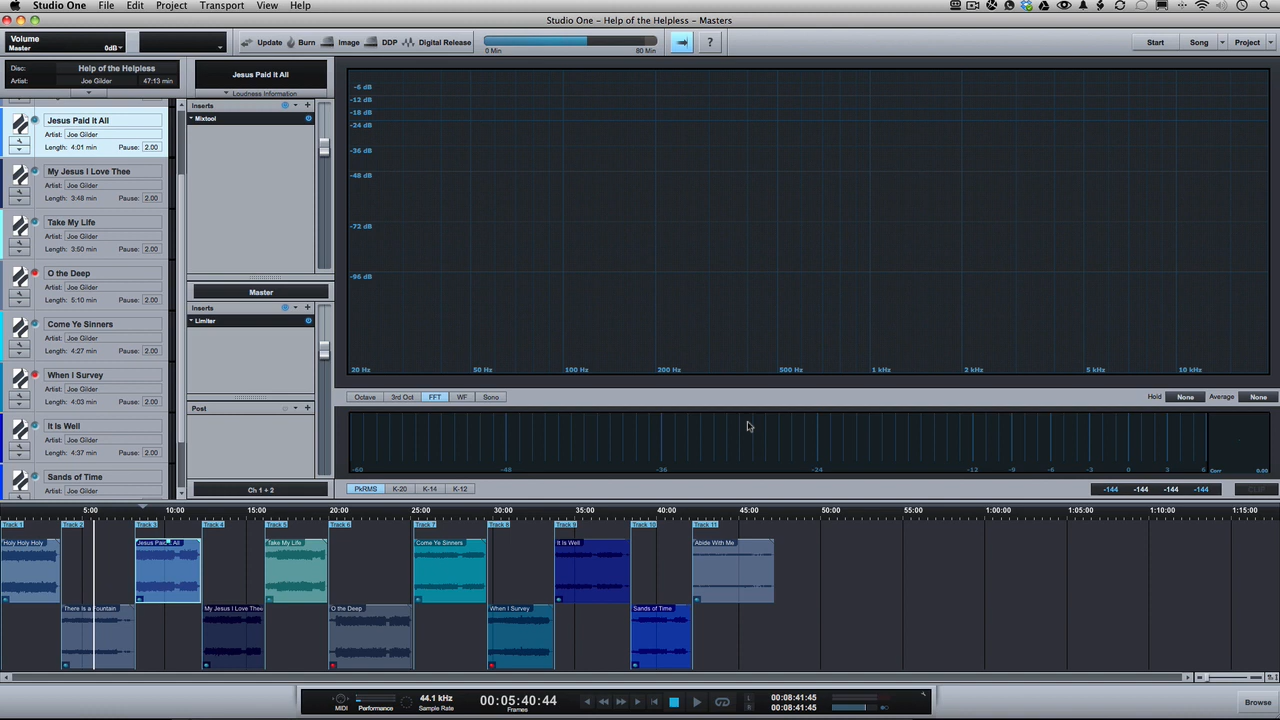 Studio One File Edit Project Transport View Help
Studio One - Help of the Helpless - Masters
Volume
Master 0dB
Update Burn Image DDP Digital Release
0 Min 80 Min
?
Start Song Project
Disc: Help of the Helpless
Artist: Joe Gilder 47:13 min
Jesus Paid It All
Loudness Information
Inserts
Mixtool
Jesus Paid It All
Artist: Joe Gilder
Length: 4:01 min Pause: 2.00
My Jesus I Love Thee
Artist: Joe Gilder
Length: 3:48 min Pause: 2.00
Take My Life
Artist: Joe Gilder
Length: 3:50 min Pause: 2.00
O the Deep
Artist: Joe Gilder
Length: 5:10 min Pause: 2.00
Come Ye Sinners
Artist: Joe Gilder
Length: 4:27 min Pause: 2.00
When I Survey
Artist: Joe Gilder
Length: 4:03 min Pause: 2.00
It Is Well
Artist: Joe Gilder
Length: 4:37 min Pause: 2.00
Sands of Time
Master
Inserts
Limiter
Post
Ch 1 + 2
-6 dB
-12 dB
-18 dB
-24 dB
-36 dB
-48 dB
-72 dB
-96 dB
20 Hz 50 Hz 100 Hz 200 Hz 500 Hz 1 kHz 2 kHz 5 kHz 10 kHz
Octave 3rd Oct FFT WF Sono
Hold None Average None
-60 -48 -36 -24 -12 -9 -6 -3 0 3 6 Corr 0.00
PkRMS K-20 K-14 K-12
-144 -144 -144 -144
5:00 10:00 15:00 20:00 25:00 30:00 35:00 40:00 45:00 50:00 55:00 1:00:00 1:05:00 1:10:00 1:15:00
Track 1 Track 2 Track 3 Track 4 Track 5 Track 6 Track 7 Track 8 Track 9 Track 10 Track 11
Holy Holy Holy Jesus Paid It All Take My Life Come Ye Sinners It Is Well Abide With Me
There Is a Fountain My Jesus I Love Thee O the Deep When I Survey Sands of Time
MIDI Performance
44.1 kHz
Sample Rate
00:05:40:44
Frames
L 00:08:41:45
R 00:08:41:45
Browse